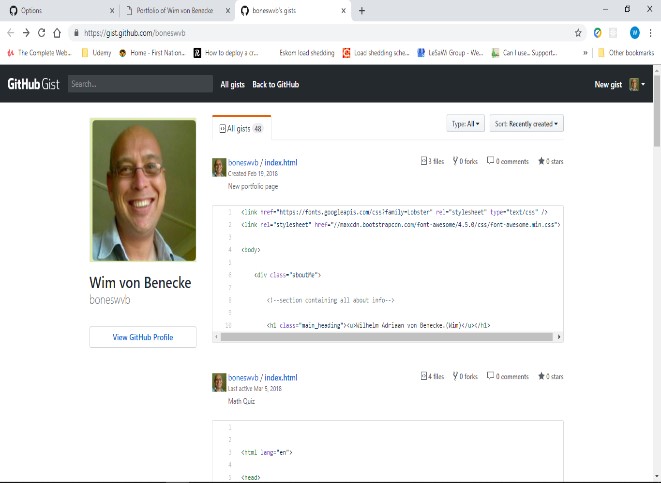 Options
Portfolio of Wim von Benecke
boneswvb's gists
https://gist.github.com/boneswvb
The Complete Web...
Udemy
Home - First Nation...
How to deploy a cr...
Eskom load shedding
Load shedding sche...
LeSaWi Group - We...
Can I use... Support...
Other bookmarks
GitHub Gist
Search...
All gists
Back to GitHub
New gist
All gists 48
Type: All
Sort: Recently created
boneswvb / index.html
3 files
0 forks
0 comments
0 stars
Created Feb 19, 2018
New portfolio page
1 <link href="https://fonts.googleapis.com/css?family=Lobster" rel="stylesheet" type="text/css" />
2 <link rel="stylesheet" href="//maxcdn.bootstrapcdn.com/font-awesome/4.5.0/css/font-awesome.min.css">
3
4 <body>
5
6 <div class="aboutMe">
7
8 <!--section containing all about info-->
9
10 <h1 class="main_heading"><u>Wilhelm Adriaan von Benecke.(Wim)</u></h1>
Wim von Benecke
boneswvb
View GitHub Profile
boneswvb / index.html
4 files
0 forks
0 comments
0 stars
Last active Mar 5, 2018
Math Quiz
1
2
3 <html lang="en">
4
5 <head>